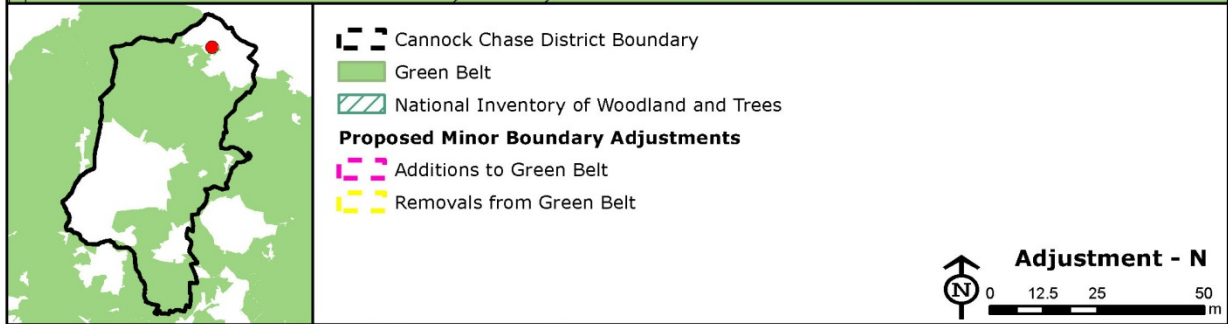 Cannock Chase District Boundary
Green Belt
National Inventory of Woodland and Trees
Proposed Minor Boundary Adjustments
Additions to Green Belt
Removals from Green Belt
Adjustment - N
N
0 12.5 25 50
m